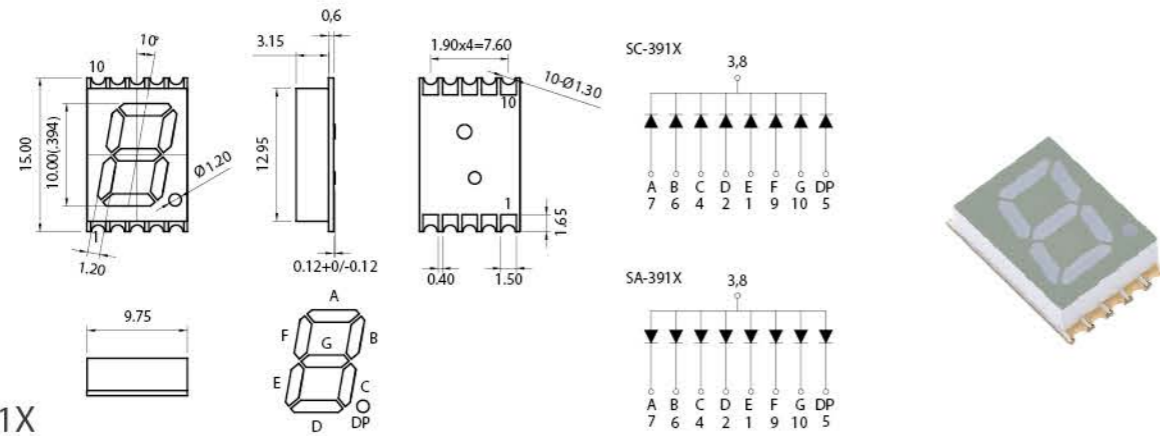 0,6
3.15
10°
10
15.00
10.00(.394)
Ø1.20
1
1.20
12.95
0.12+0/-0.12
1.90x4=7.60
10-Ø1.30
10
1
1.65
0.40
1.50
9.75
A
F
B
G
E
C
D
DP
SC-391X
3,8
A B C D E F G DP
7 6 4 2 1 9 10 5
SA-391X
3,8
A B C D E F G DP
7 6 4 2 1 9 10 5
1X